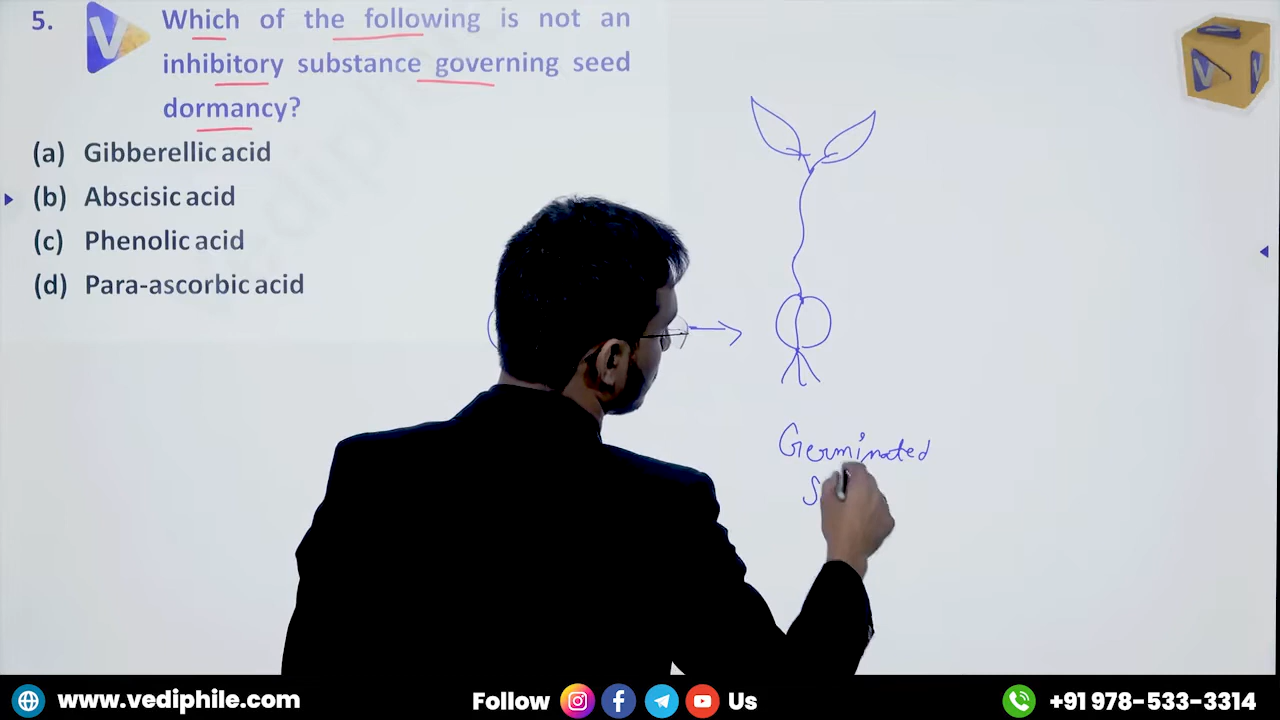 5. Which of the following is not an
inhibitory substance governing seed
dormancy?
(a) Gibberellic acid
(b) Abscisic acid
(c) Phenolic acid
(d) Para-ascorbic acid
Germinated
www.vediphile.com Follow Us +91 978-533-3314